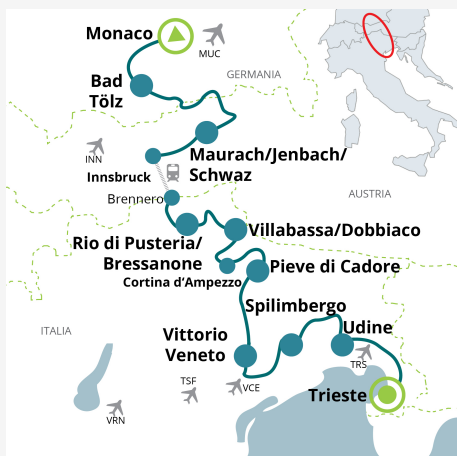 Monaco
MUC
Bad
Tölz
GERMANIA
INN
Innsbruck
Maurach/Jenbach/
Schwaz
Brennero
AUSTRIA
Rio di Pusteria/
Bressanone
Villabassa/Dobbiaco
Cortina d'Ampezzo
Pieve di Cadore
Spilimbergo
ITALIA
Vittorio
Veneto
Udine
TRS
TSF
VCE
Trieste
VRN